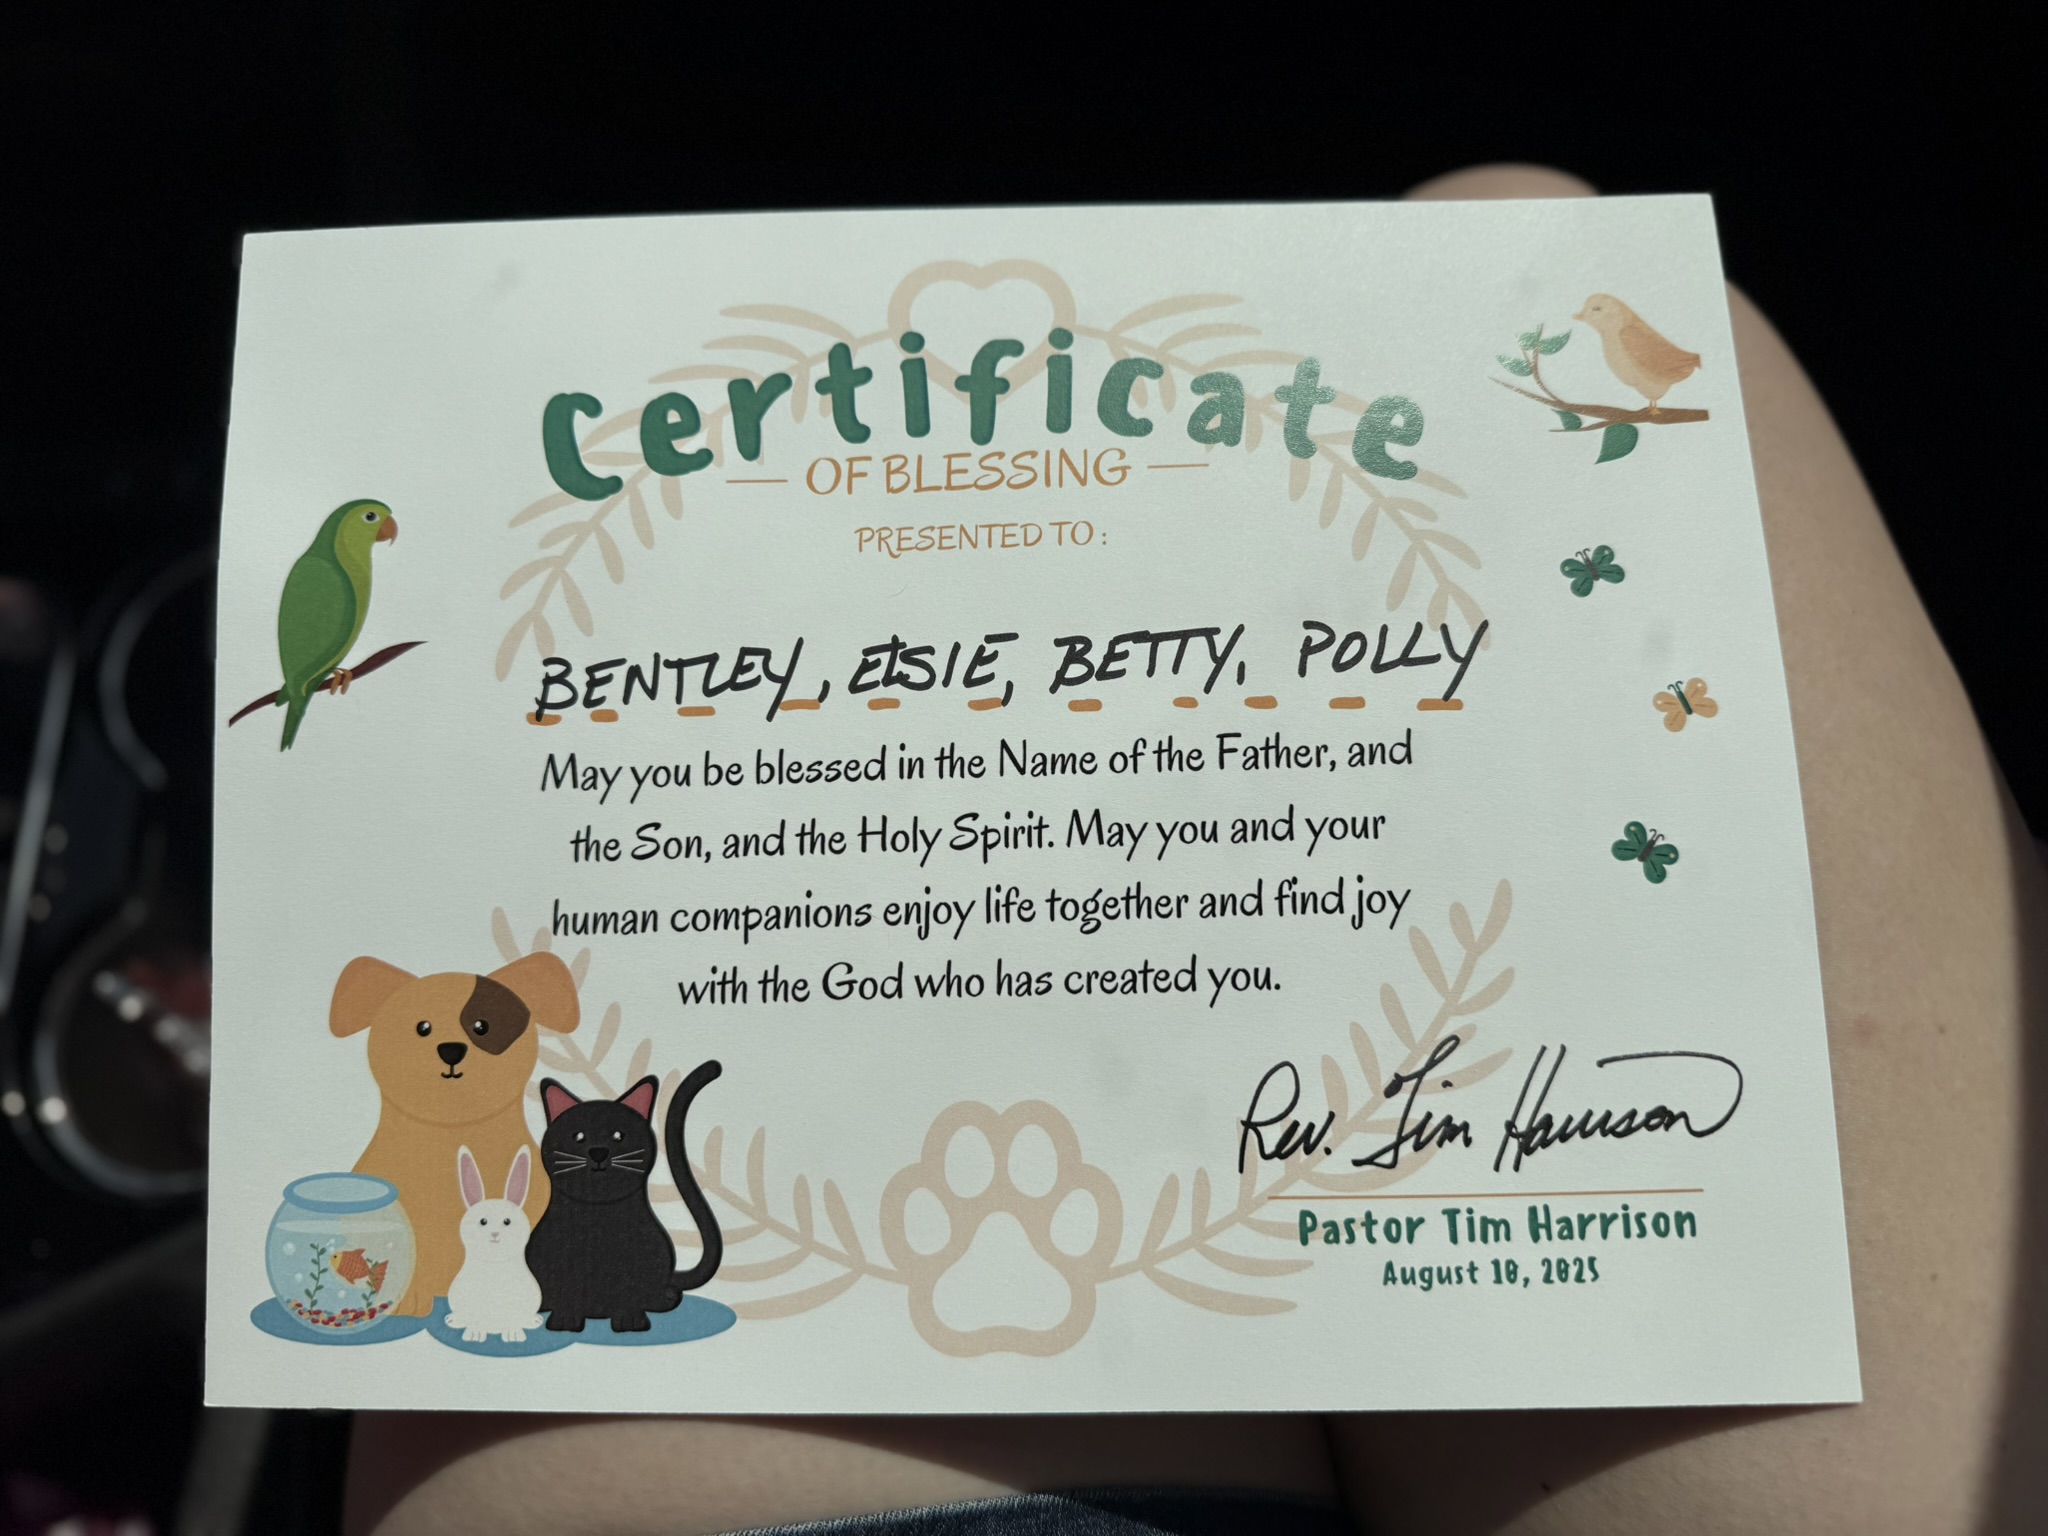 Certificate
OF BLESSING
PRESENTED TO:
BENTLEY, ELSIE, BETTY, POLLY
May you be blessed in the Name of the Father, and
the Son, and the Holy Spirit. May you and your
human companions enjoy life together and find joy
with the God who has created you.
Rev. Tim Harrison
Pastor Tim Harrison
August 10, 2025